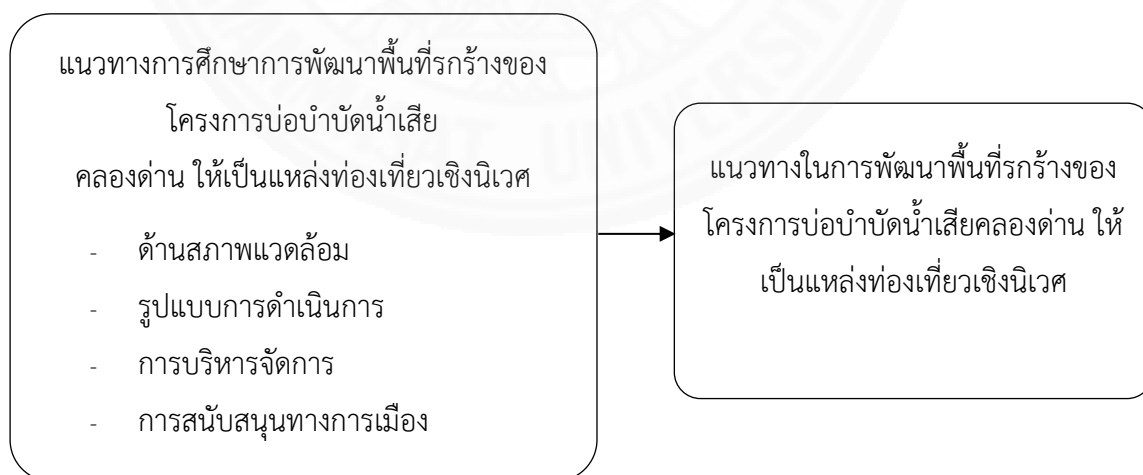 แนวทางการศึกษาการพัฒนาพื้นที่รกร้างของ
โครงการบ่อบำบัดน้ำเสีย
คลองด่าน ให้เป็นแหล่งท่องเที่ยวเชิงนิเวศ
- ด้านสภาพแวดล้อม
- รูปแบบการดำเนินการ
- การบริหารจัดการ
- การสนับสนุนทางการเมือง
แนวทางในการพัฒนาพื้นที่รกร้างของ
โครงการบ่อบำบัดน้ำเสียคลองด่าน ให้
เป็นแหล่งท่องเที่ยวเชิงนิเวศ